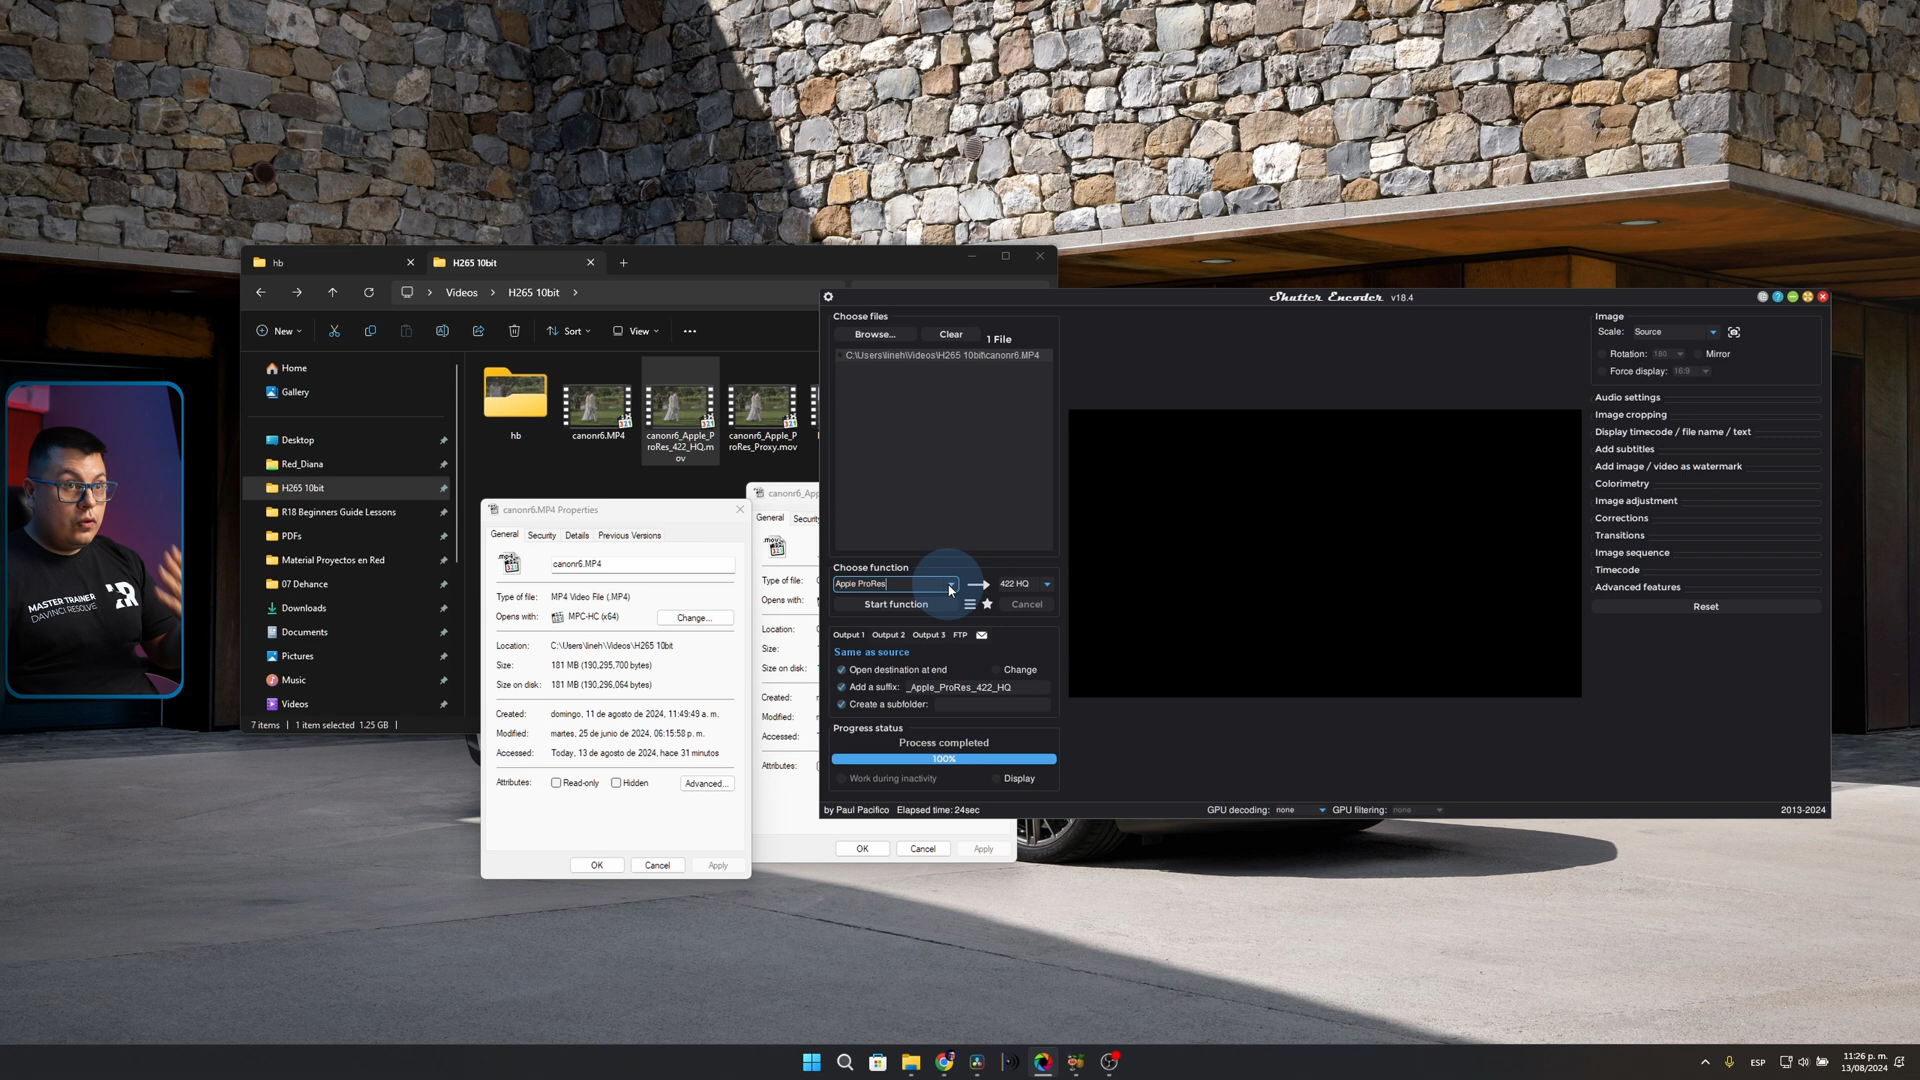 hb
H265 10bit
Videos
H265 10bit
New
Sort
View
Home
Gallery
Desktop
Red_Diana
H265 10bit
R18 Beginners Guide Lessons
PDFs
Material Proyectos en Red
07 Dehance
Downloads
Documents
Pictures
Music
Videos
hb
canonr6.MP4
canonr6_Apple_P
roRes_422_HQ.m
ov
canonr6_Apple_P
roRes_Proxy.mov
7 items
1 item selected 1.25 GB
MASTER TRAINER
DAVINCI RESOLVE
canonr6.MP4 Properties
General
Security
Details
Previous Versions
canonr6.MP4
Type of file:
MP4 Video File (.MP4)
Opens with:
MPC-HC (x64)
Change...
Location:
C:\Users\lineh\Videos\H265 10bit
Size:
181 MB (190,295,700 bytes)
Size on disk:
181 MB (190,296,064 bytes)
Created:
domingo, 11 de agosto de 2024, 11:49:49 a. m.
Modified:
martes, 25 de junio de 2024, 06:15:58 p. m.
Accessed:
Today, 13 de agosto de 2024, hace 31 minutos
Attributes:
Read-only
Hidden
Advanced...
OK
Cancel
Apply
canonr6_App
General
Security
Type of file:
Opens with:
Location:
Size:
Size on disk:
Created:
Modified:
Accessed:
Attributes:
OK
Cancel
Apply
Shutter Encoder v18.4
Choose files
Browse...
Clear
1 File
C:\Users\lineh\Videos\H265 10bit\canonr6.MP4
Choose function
Apple ProRes
422 HQ
Start function
Cancel
Output 1
Output 2
Output 3
FTP
Same as source
Open destination at end
Change
Add a suffix:
_Apple_ProRes_422_HQ
Create a subfolder:
Progress status
Process completed
100%
Work during inactivity
Display
by Paul Pacifico
Elapsed time: 24sec
GPU decoding:
none
GPU filtering:
none
2013-2024
Image
Scale:
Source
Rotation:
180
Mirror
Force display:
16:9
Audio settings
Image cropping
Display timecode / file name / text
Add subtitles
Add image / video as watermark
Colorimetry
Image adjustment
Corrections
Transitions
Image sequence
Timecode
Advanced features
Reset
ESP
11:26 p. m.
13/08/2024